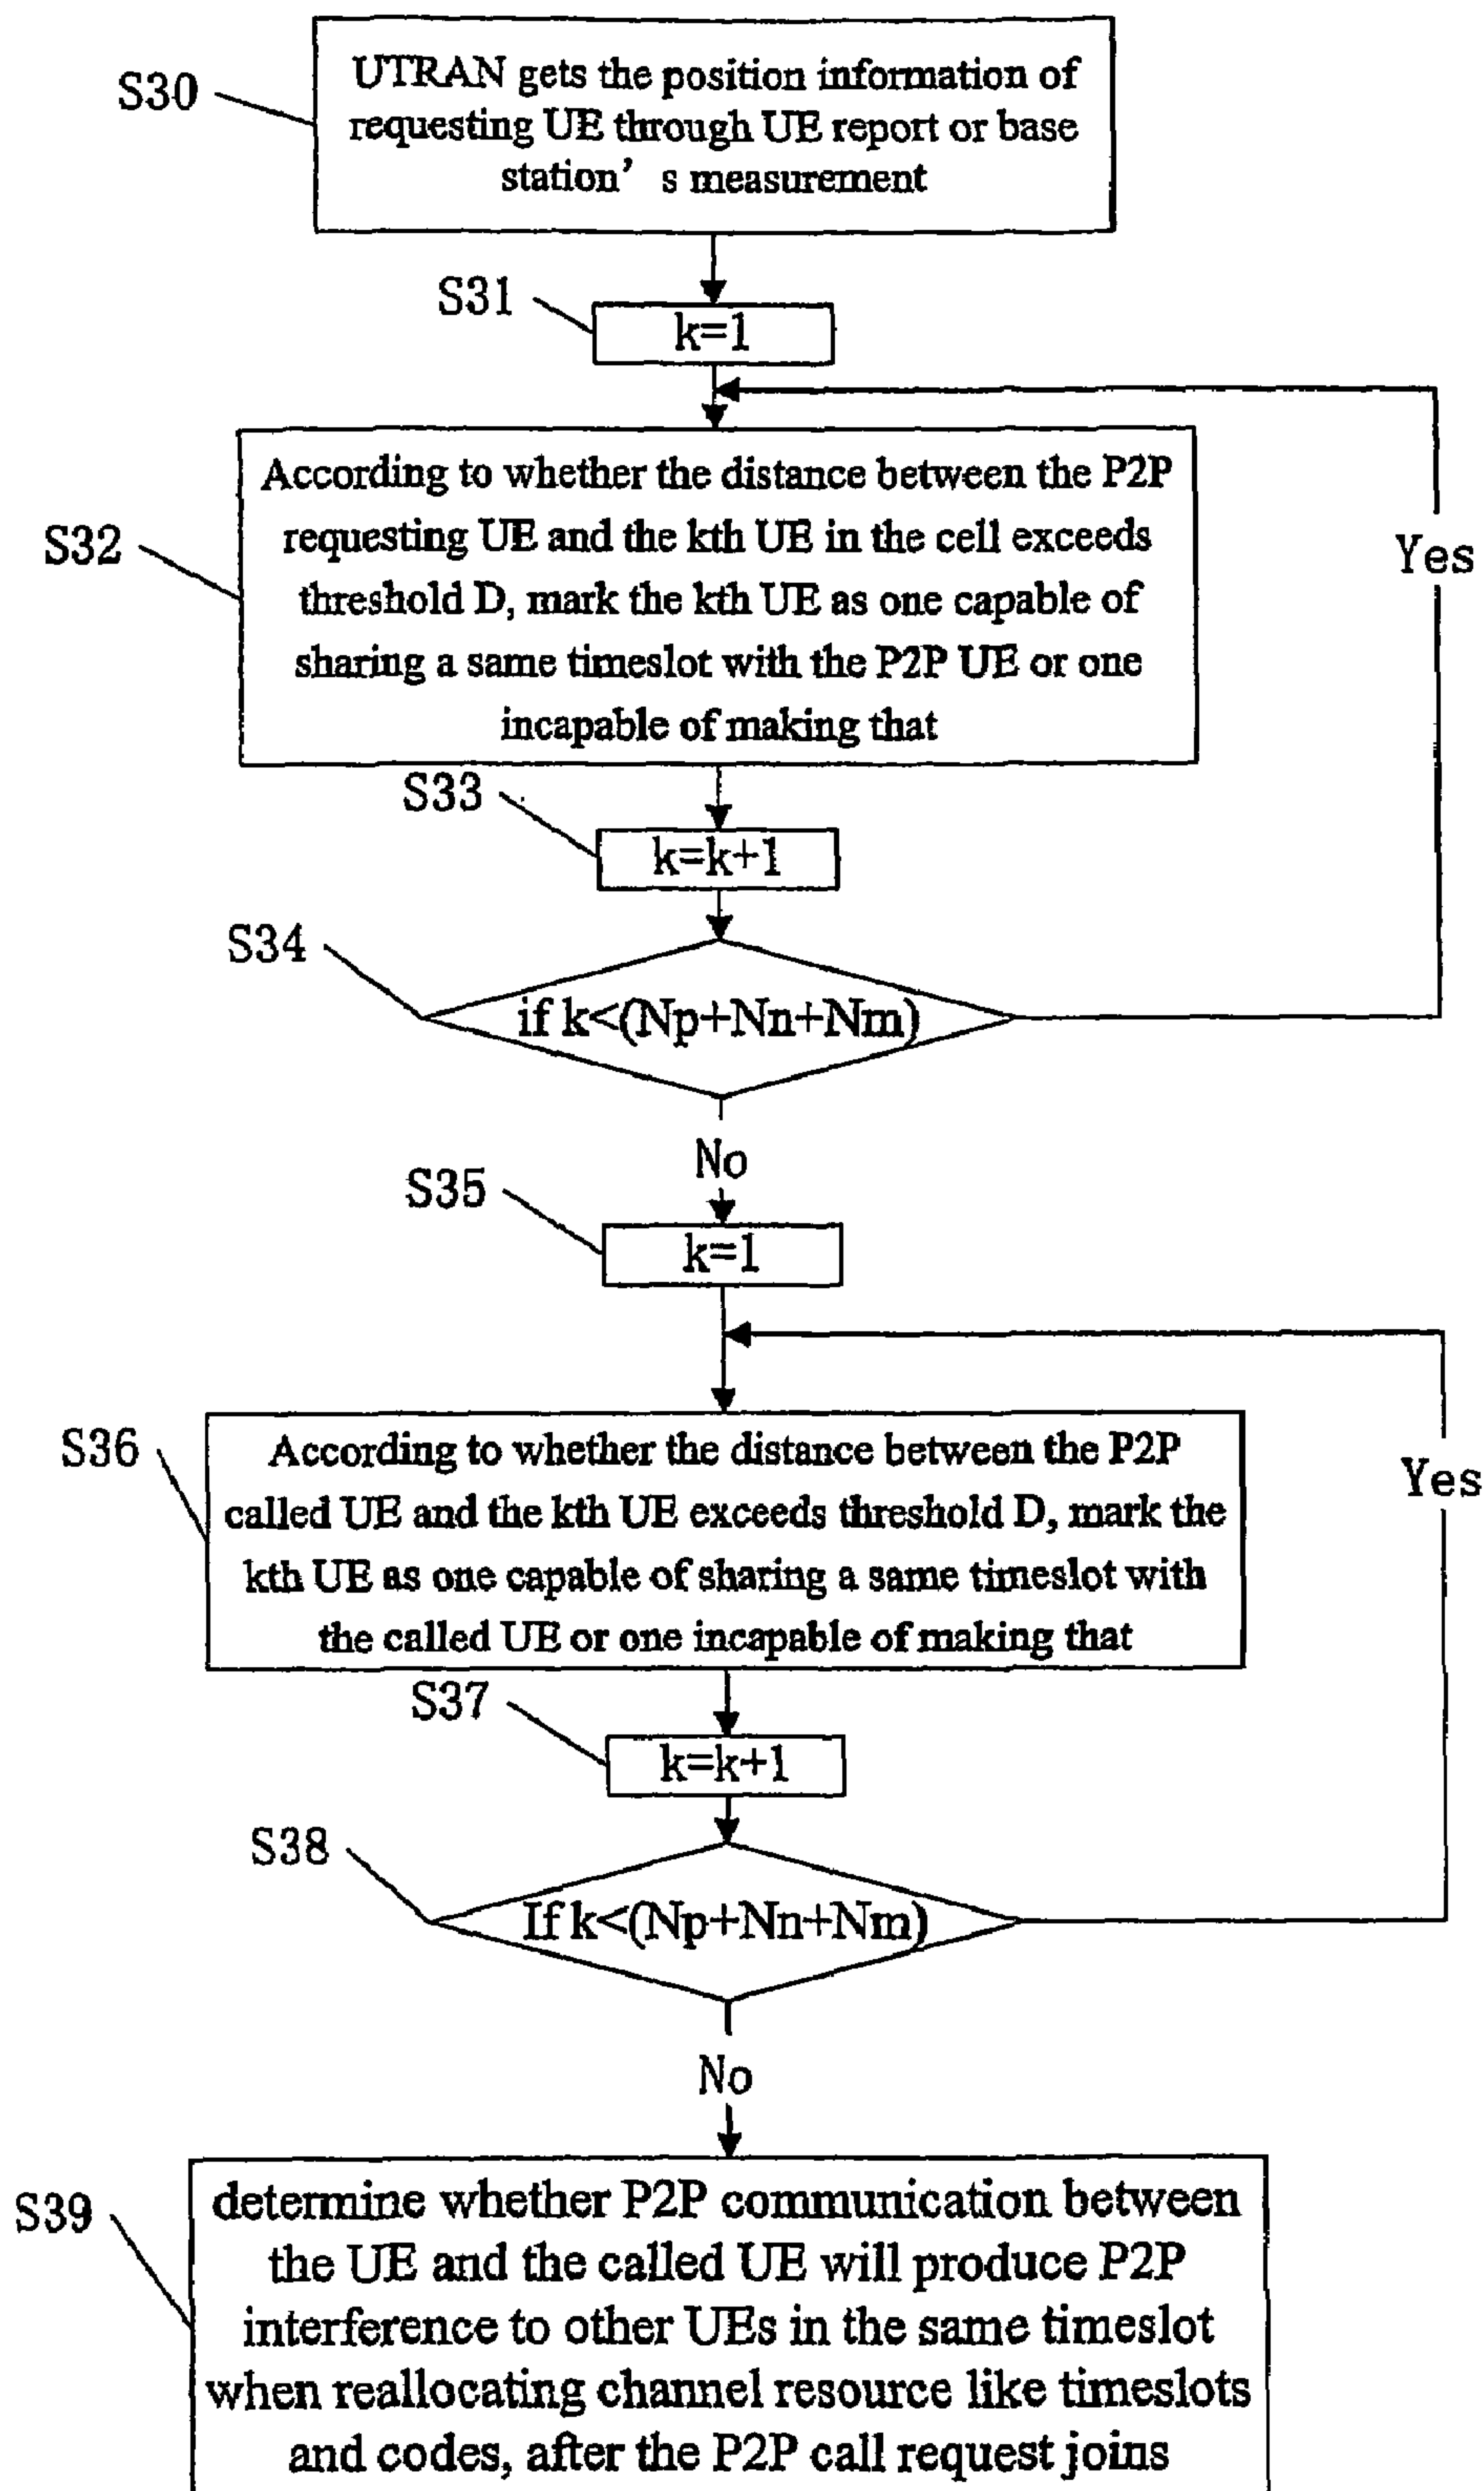 S30
UTRAN gets the position information of
requesting UE through UE report or base
station's measurement
S31
k=1
S32
According to whether the distance between the P2P
requesting UE and the kth UE in the cell exceeds
threshold D, mark the kth UE as one capable of
sharing a same timeslot with the P2P UE or one
incapable of making that
Yes
S33
k=k+1
S34
if k<(Np+Nn+Nm)
No
S35
k=1
S36
According to whether the distance between the P2P
called UE and the kth UE exceeds threshold D, mark the
kth UE as one capable of sharing a same timeslot with
the called UE or one incapable of making that
Yes
S37
k=k+1
S38
If k<(Np+Nn+Nm)
No
S39
determine whether P2P communication between
the UE and the called UE will produce P2P
interference to other UEs in the same timeslot
when reallocating channel resource like timeslots
and codes, after the P2P call request joins